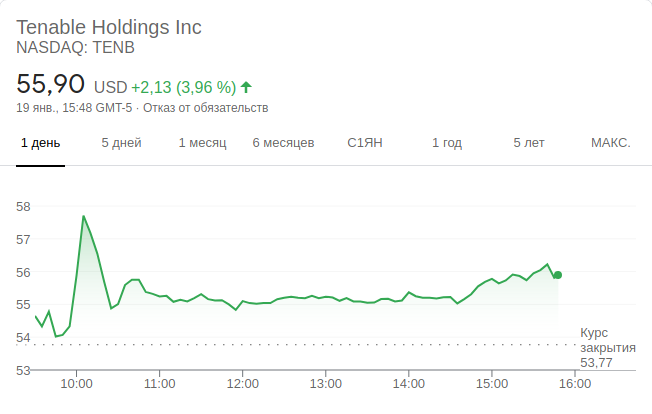 Tenable Holdings Inc
NASDAQ: TENB
55,90 USD +2,13 (3,96 %)
19 янв., 15:48 GMT-5 · Отказ от обязательств
1 день 5 дней 1 месяц 6 месяцев С1ЯН 1 год 5 лет МАКС.
58
57
56
55
54
53
Курс
закрытия
53,77
10:00 11:00 12:00 13:00 14:00 15:00 16:00